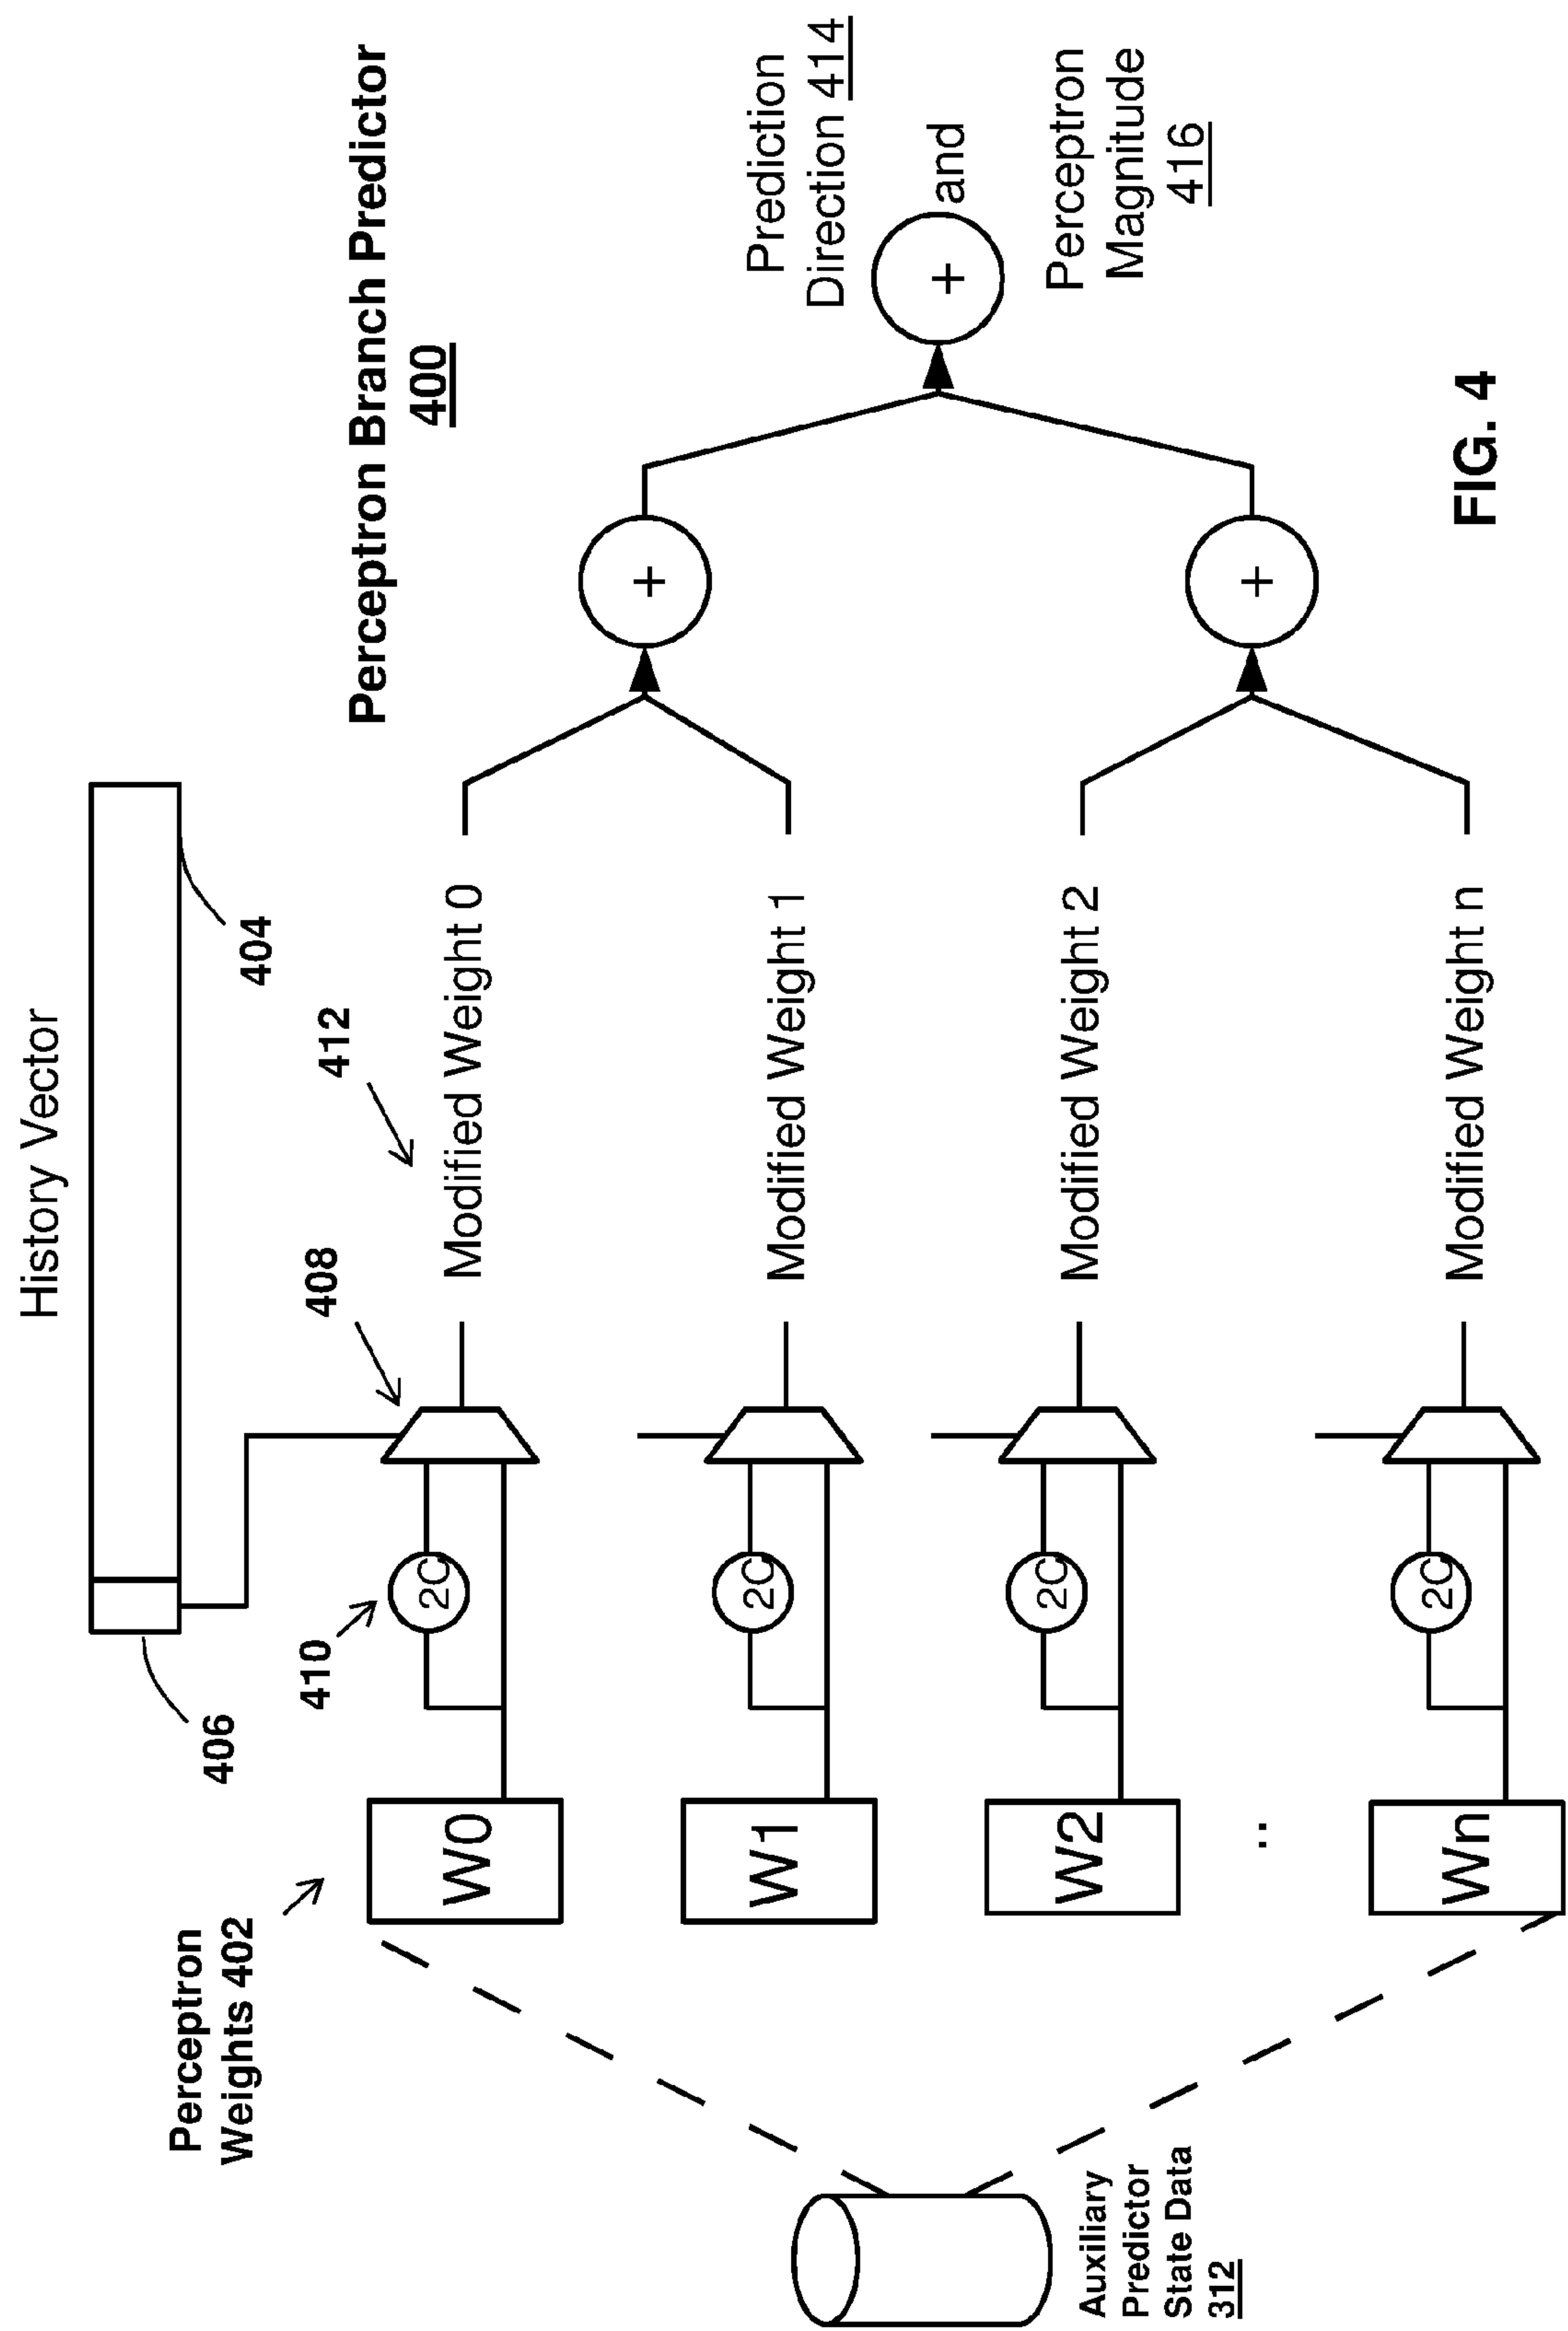 History Vector
404
406
Perceptron Branch Predictor
400
Perceptron
Weights 402
410
408
412
W0
2C
Modified Weight 0
W1
2C
Modified Weight 1
W2
2C
Modified Weight 2
:
Wn
2C
Modified Weight n
+
+
+
Prediction
Direction 414
and
Perceptron
Magnitude
416
Auxiliary
Predictor
State Data
312
FIG. 4